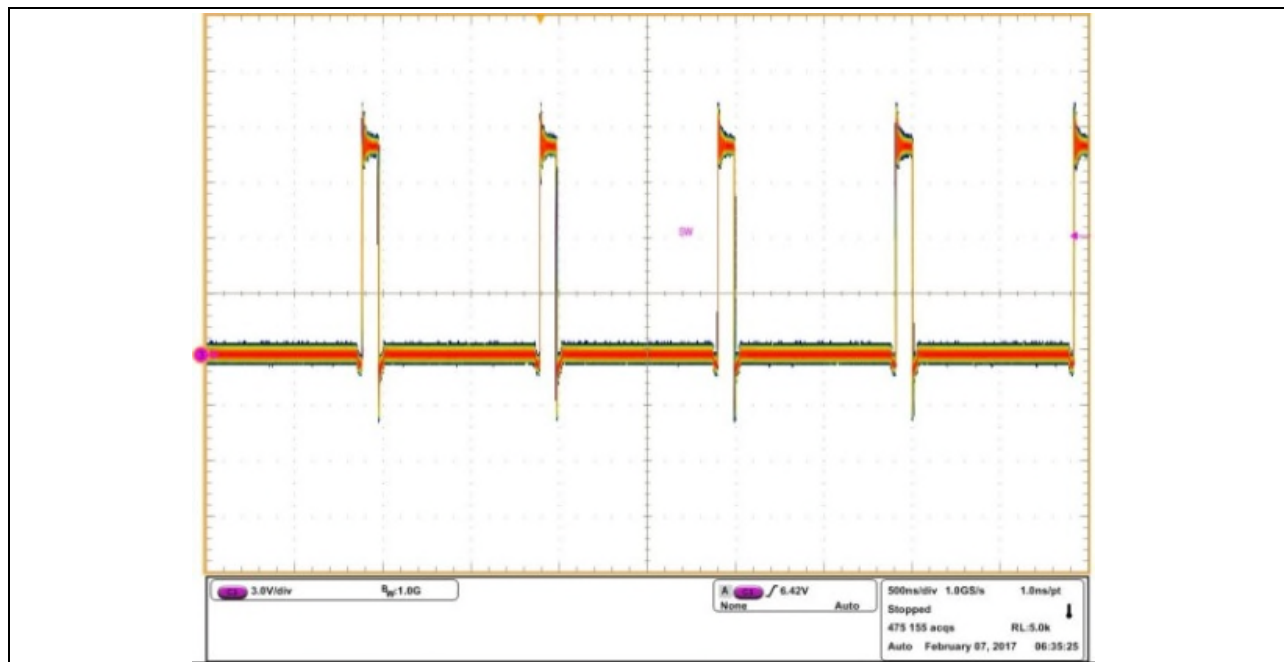 SW
3.0V/div
BW:1.0G
A
6.42V
None
Auto
500ns/div 1.0GS/s 1.0ns/pt
Stopped
475 155 acqs RL:5.0k
Auto February 07, 2017 06:35:25